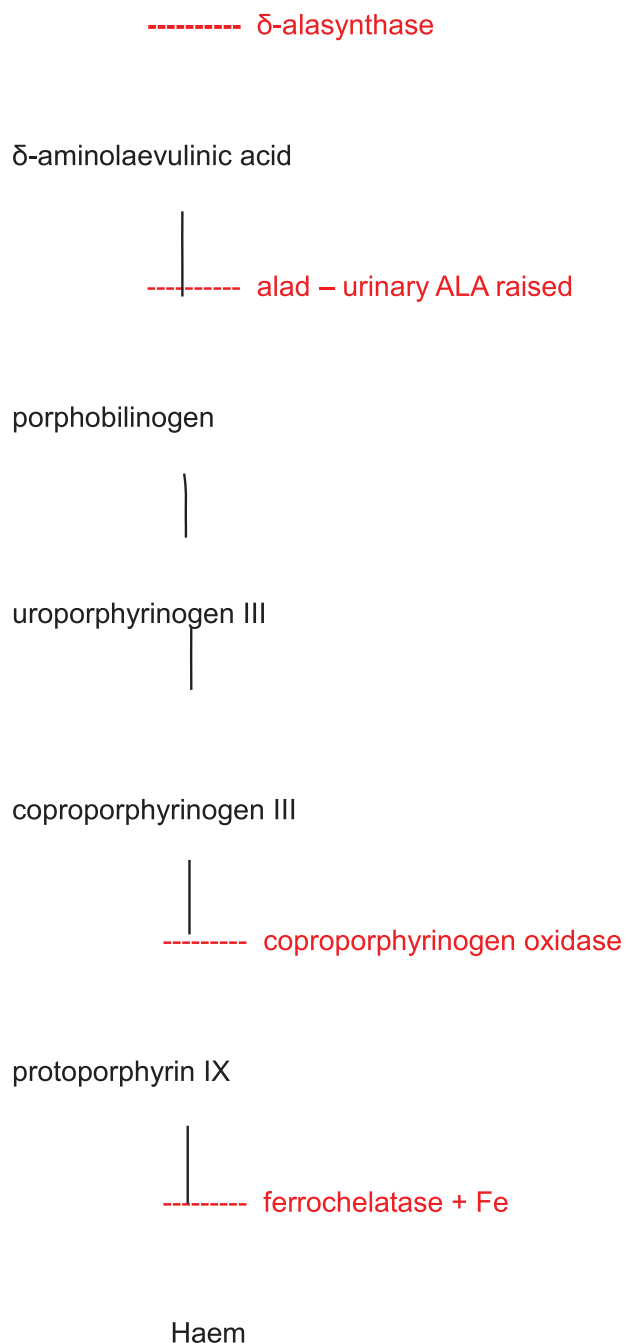 ---------- δ-alasynthase
δ-aminolaevulinic acid
---------- alad – urinary ALA raised
porphobilinogen
uroporphyrinogen III
coproporphyrinogen III
--------- coproporphyrinogen oxidase
protoporphyrin IX
--------- ferrochelatase + Fe
Haem